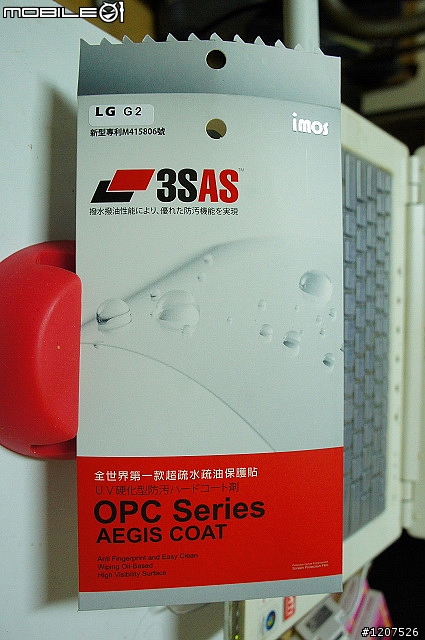 MOBILE01
LG G2
imos
新型專利M415806號
3SAS™
撥水撥油性能により、優れた防汚機能を実現
全世界第一款超疏水疏油保護貼
U.V硬化型防汚ハードコート剤
OPC Series
AEGIS COAT
Anti Fingerprint and Easy Clean
Wiping Oil-Based
High Visibility Surface
#1207526